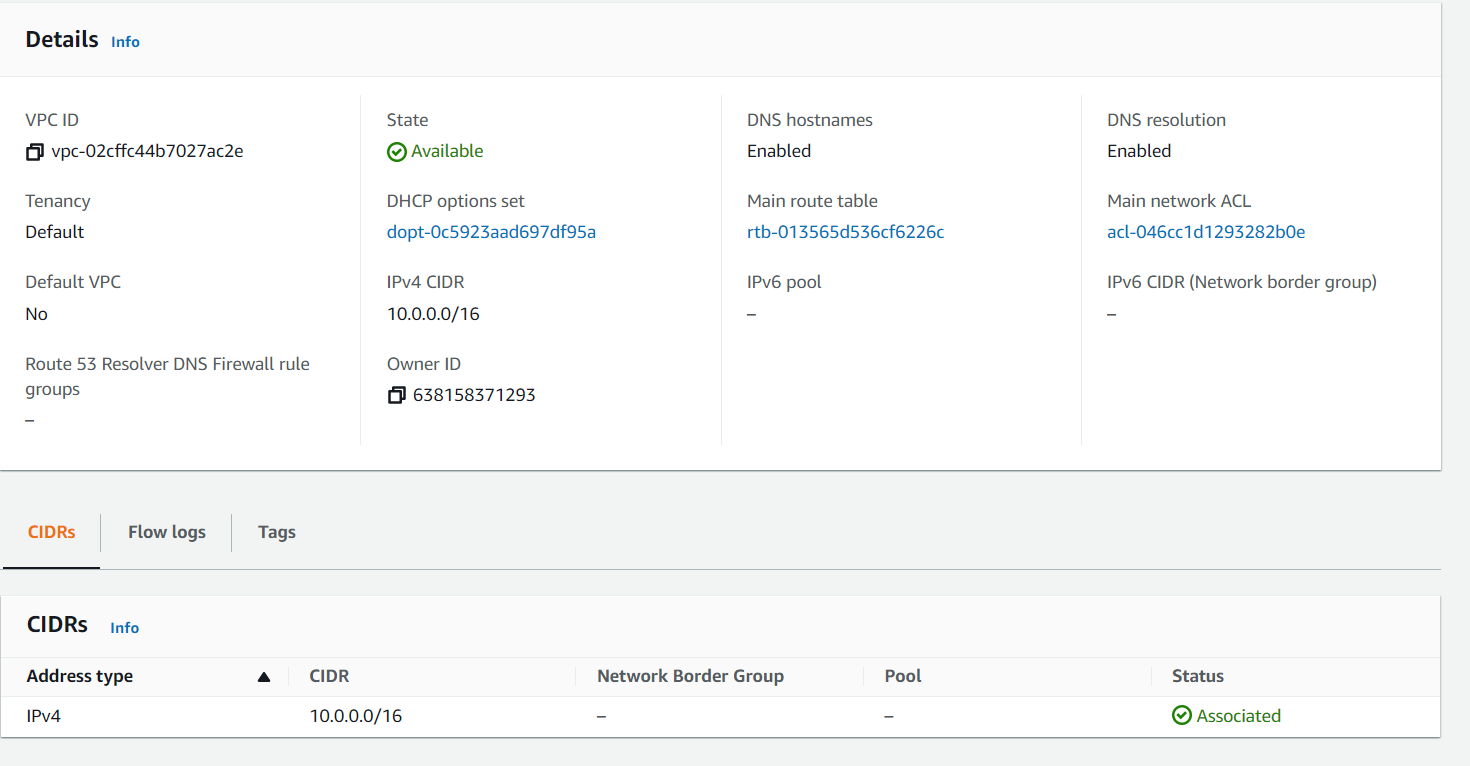 Details Info
VPC ID
vpc-02cffc44b7027ac2e
State
Available
DNS hostnames
Enabled
DNS resolution
Enabled
Tenancy
Default
DHCP options set
dopt-0c5923aad697df95a
Main route table
rtb-013565d536cf6226c
Main network ACL
acl-046cc1d1293282b0e
Default VPC
No
IPv4 CIDR
10.0.0.0/16
IPv6 pool
–
IPv6 CIDR (Network border group)
–
Route 53 Resolver DNS Firewall rule
groups
–
Owner ID
638158371293
CIDRs Flow logs Tags
CIDRs Info
Address type CIDR Network Border Group Pool Status
IPv4 10.0.0.0/16 – – Associated